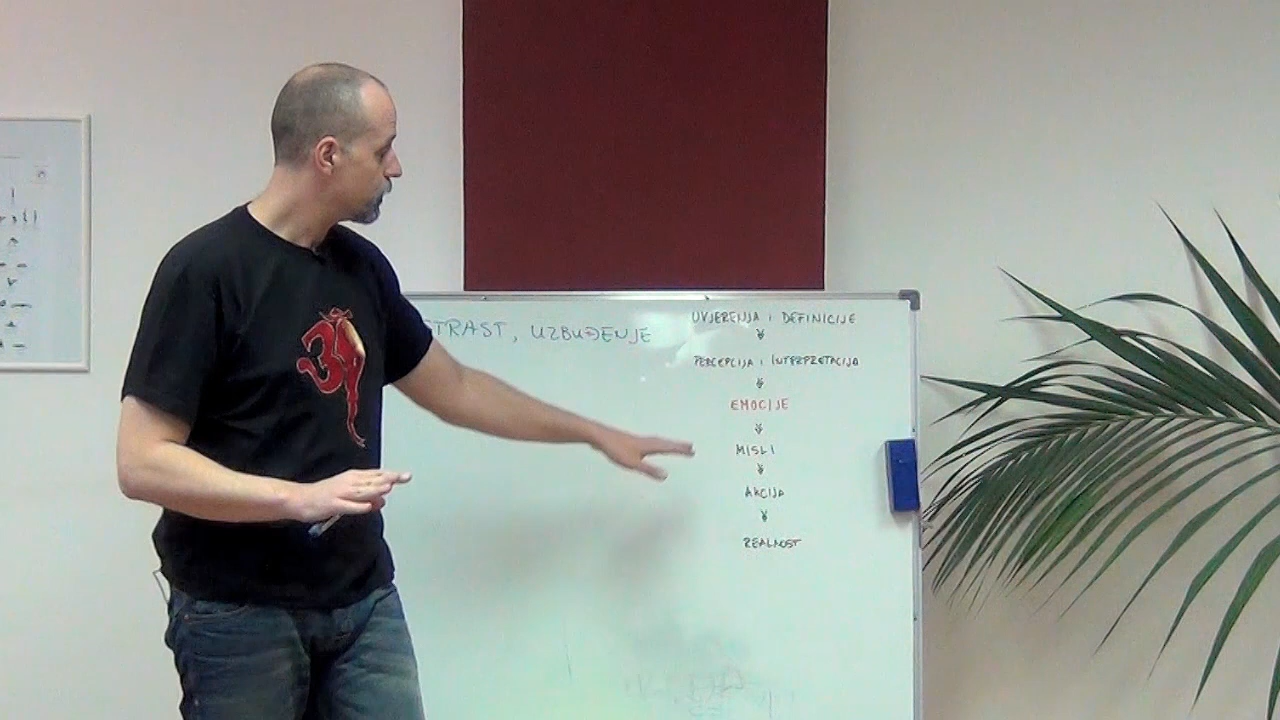 STRAST, UZBUĐENJE
UVJERENJA I DEFINICIJE
PERCEPCIJA I INTERPRETACIJA
EMOCIJE
MISLI
AKCIJA
REALNOST